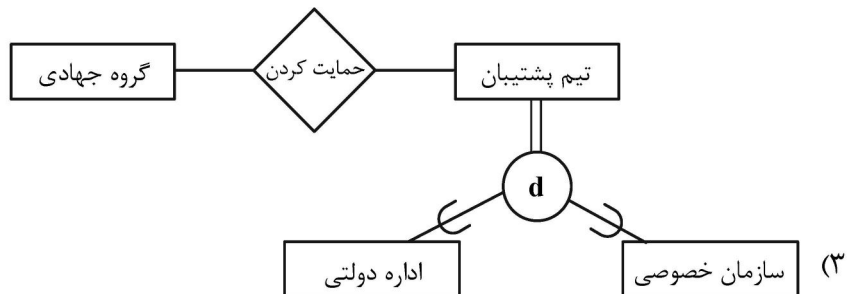 گروه جهادی
حمایت کردن
تیم پشتیبان
d
(۳
سازمان خصوصی
اداره دولتی